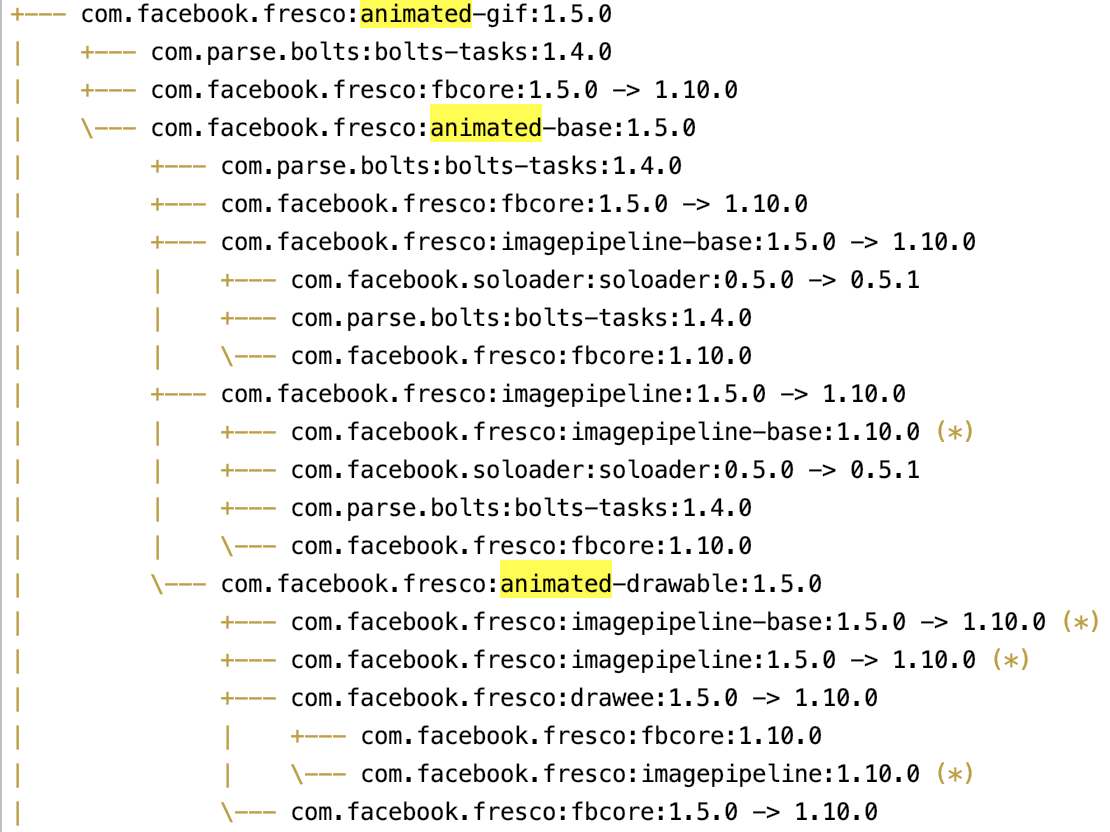 +--- com.facebook.fresco:animated-gif:1.5.0
|    +--- com.parse.bolts:bolts-tasks:1.4.0
|    +--- com.facebook.fresco:fbcore:1.5.0 -> 1.10.0
|    \--- com.facebook.fresco:animated-base:1.5.0
|         +--- com.parse.bolts:bolts-tasks:1.4.0
|         +--- com.facebook.fresco:fbcore:1.5.0 -> 1.10.0
|         +--- com.facebook.fresco:imagepipeline-base:1.5.0 -> 1.10.0
|         |    +--- com.facebook.soloader:soloader:0.5.0 -> 0.5.1
|         |    +--- com.parse.bolts:bolts-tasks:1.4.0
|         |    \--- com.facebook.fresco:fbcore:1.10.0
|         +--- com.facebook.fresco:imagepipeline:1.5.0 -> 1.10.0
|         |    +--- com.facebook.fresco:imagepipeline-base:1.10.0 (*)
|         |    +--- com.facebook.soloader:soloader:0.5.0 -> 0.5.1
|         |    +--- com.parse.bolts:bolts-tasks:1.4.0
|         |    \--- com.facebook.fresco:fbcore:1.10.0
|         \--- com.facebook.fresco:animated-drawable:1.5.0
|              +--- com.facebook.fresco:imagepipeline-base:1.5.0 -> 1.10.0 (*)
|              +--- com.facebook.fresco:imagepipeline:1.5.0 -> 1.10.0 (*)
|              +--- com.facebook.fresco:drawee:1.5.0 -> 1.10.0
|              |    +--- com.facebook.fresco:fbcore:1.10.0
|              |    \--- com.facebook.fresco:imagepipeline:1.10.0 (*)
|              \--- com.facebook.fresco:fbcore:1.5.0 -> 1.10.0